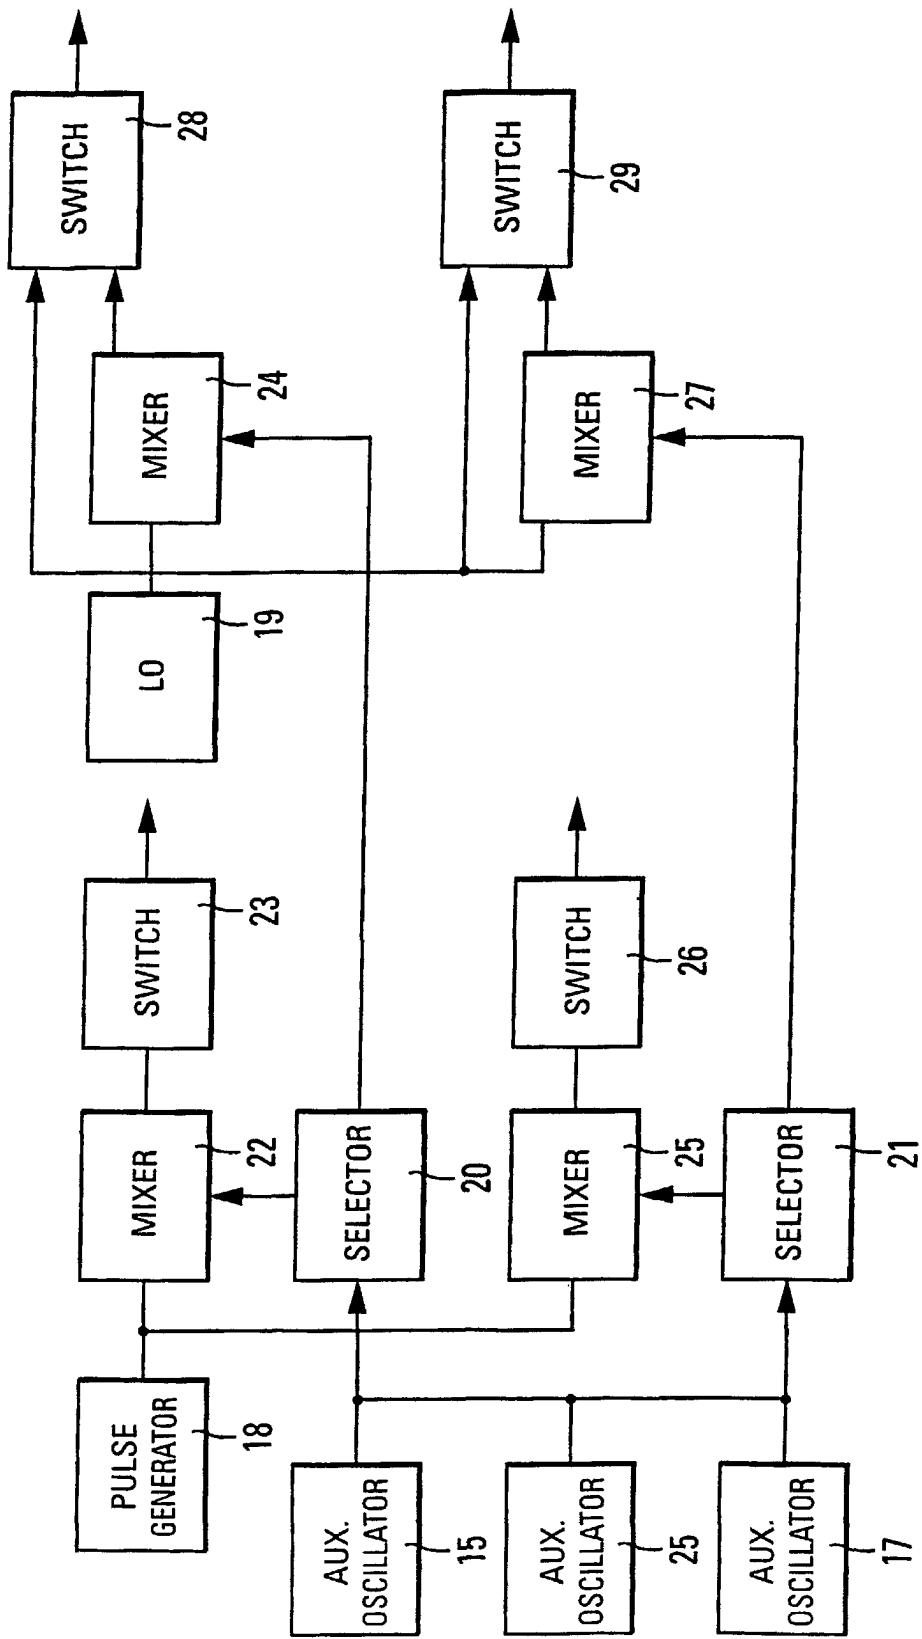 PULSE
GENERATOR
18
MIXER
22
SWITCH
23
LO
19
MIXER
24
SWITCH
28
AUX.
OSCILLATOR
15
SELECTOR
20
AUX.
OSCILLATOR
25
MIXER
25
SWITCH
26
MIXER
27
SWITCH
29
AUX.
OSCILLATOR
17
SELECTOR
21